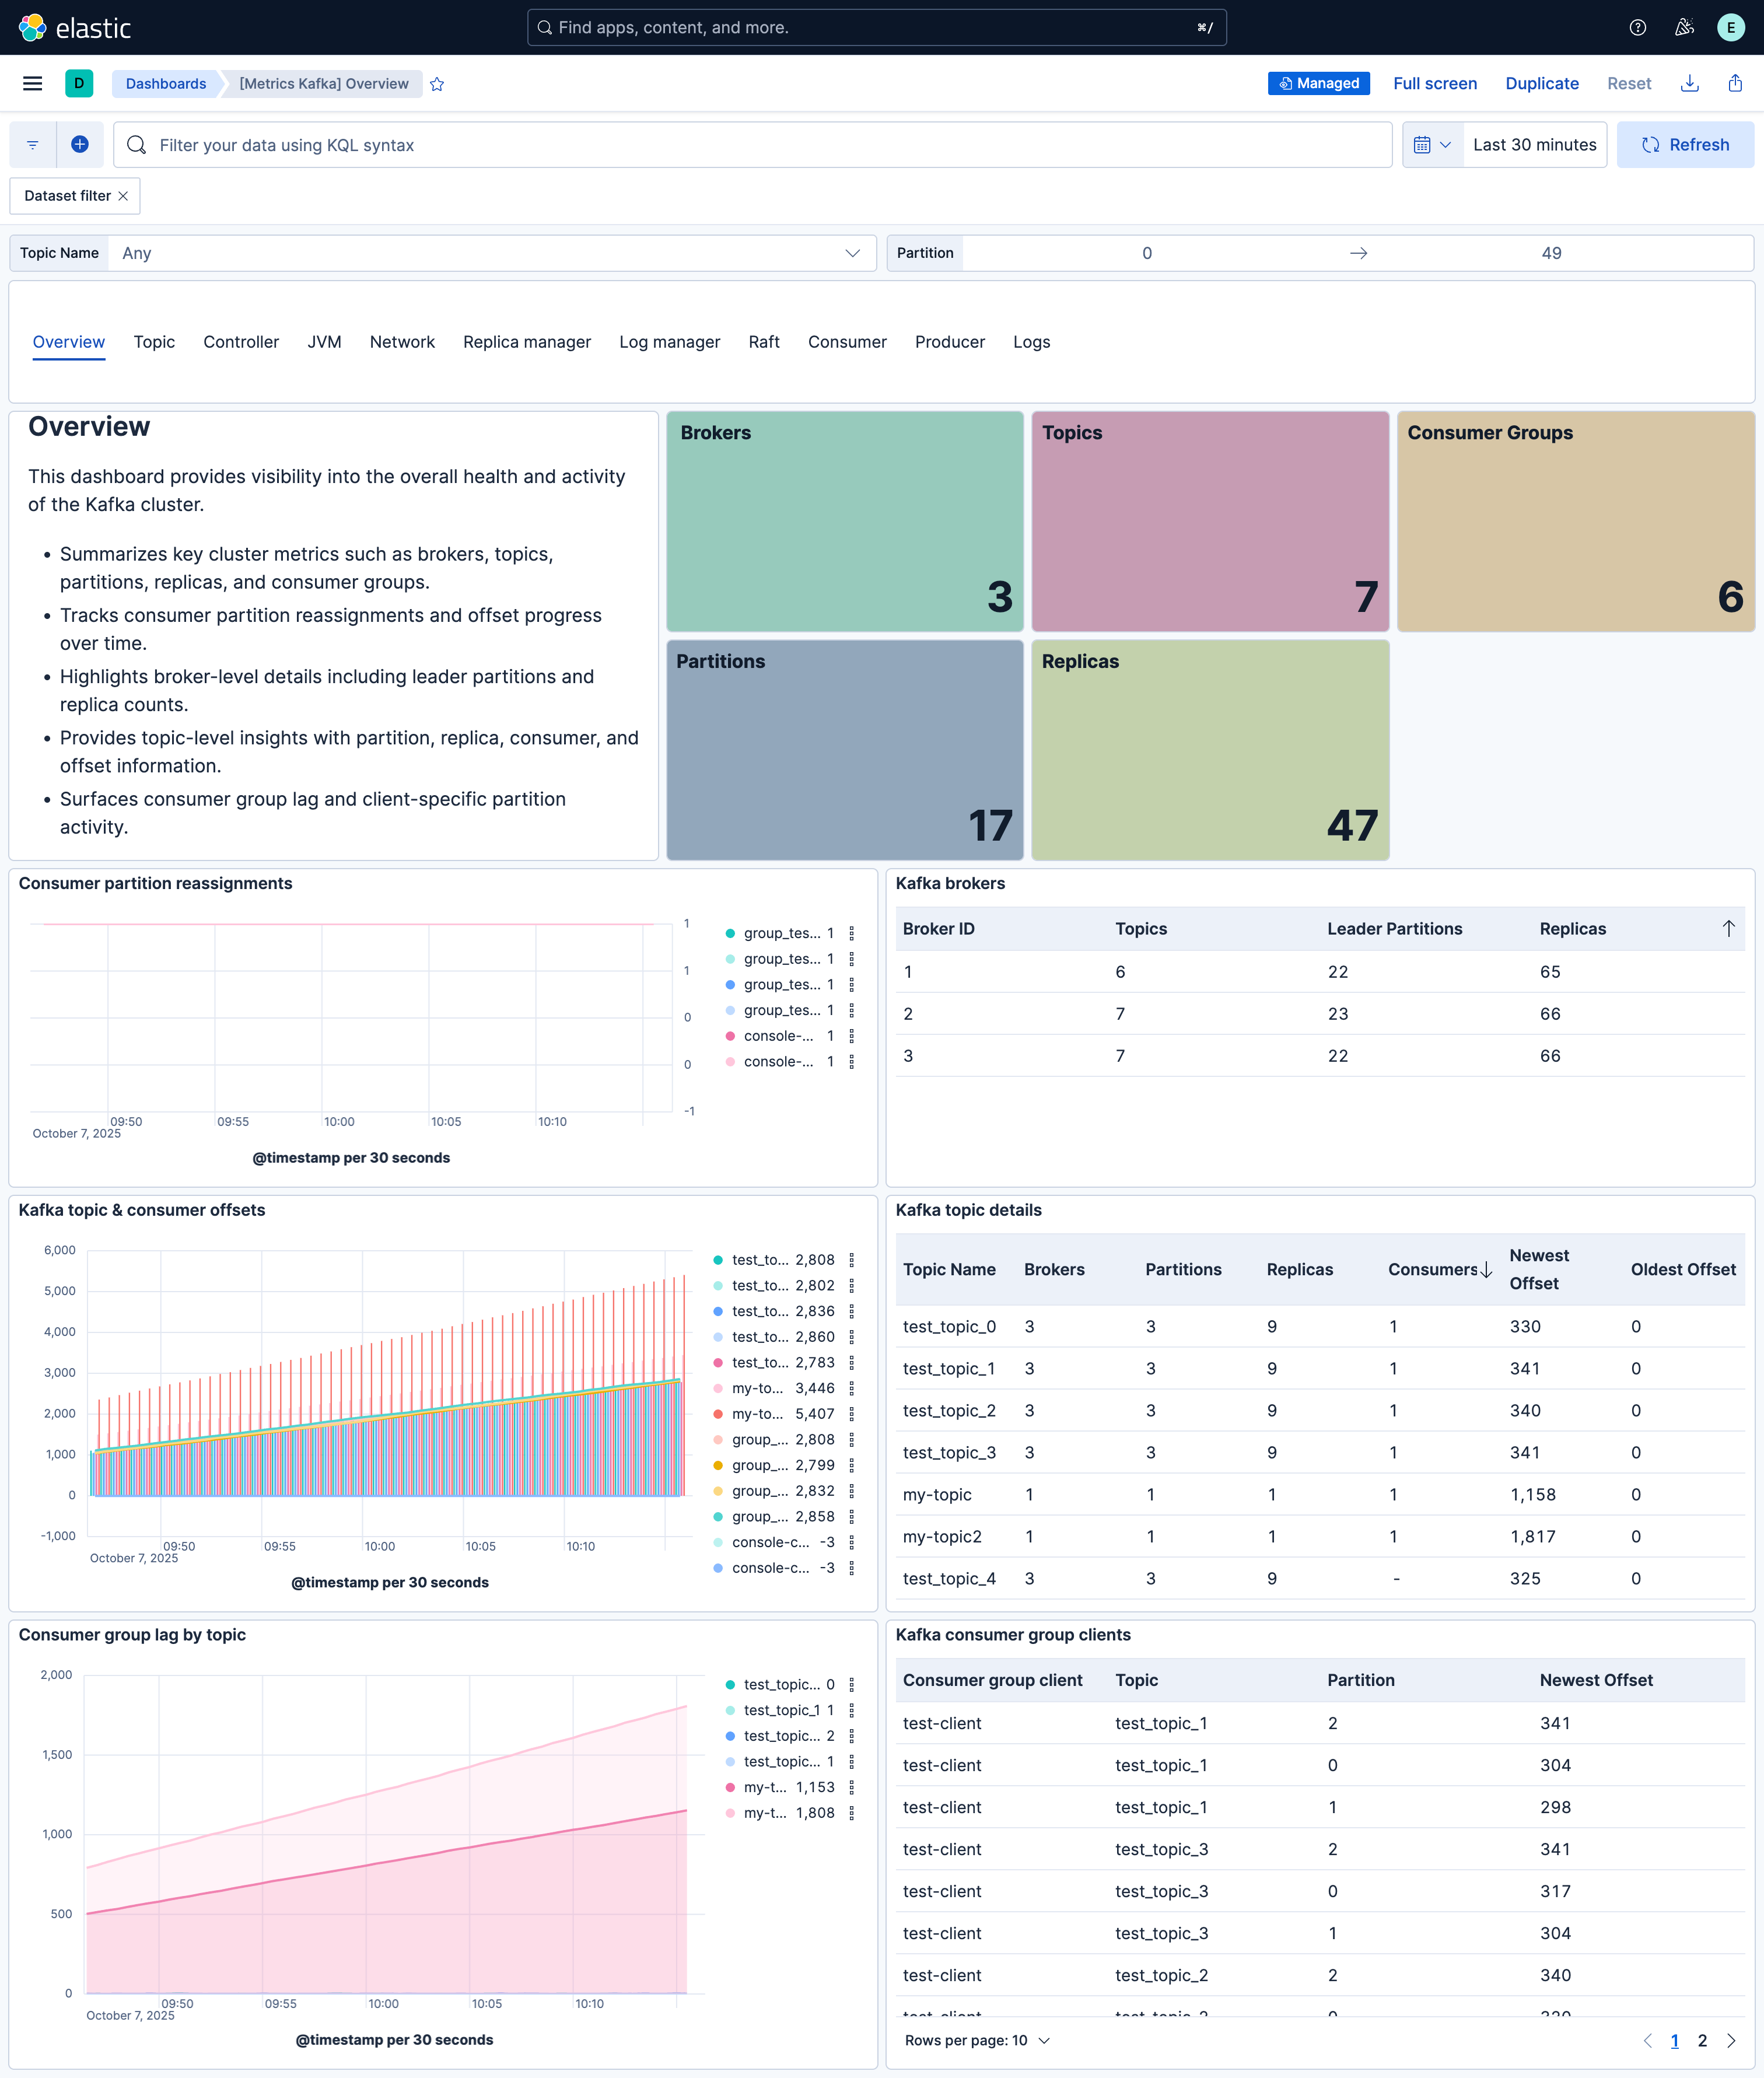 elastic
Find apps, content, and more.
⌘/
E
D
Dashboards
[Metrics Kafka] Overview
Managed
Full screen
Duplicate
Reset
Filter your data using KQL syntax
Last 30 minutes
Refresh
Dataset filter
Topic Name
Any
Partition
0
49
Overview
Topic
Controller
JVM
Network
Replica manager
Log manager
Raft
Consumer
Producer
Logs
Overview
This dashboard provides visibility into the overall health and activity
of the Kafka cluster.
• Summarizes key cluster metrics such as brokers, topics,
partitions, replicas, and consumer groups.
• Tracks consumer partition reassignments and offset progress
over time.
• Highlights broker-level details including leader partitions and
replica counts.
• Provides topic-level insights with partition, replica, consumer, and
offset information.
• Surfaces consumer group lag and client-specific partition
activity.
Brokers
3
Topics
7
Consumer Groups
6
Partitions
17
Replicas
47
Consumer partition reassignments
1
1
0
0
-1
09:50
09:55
10:00
10:05
10:10
October 7, 2025
@timestamp per 30 seconds
group_tes... 1
group_tes... 1
group_tes... 1
group_tes... 1
console-... 1
console-... 1
Kafka brokers
Broker ID Topics Leader Partitions Replicas
1 6 22 65
2 7 23 66
3 7 22 66
Kafka topic & consumer offsets
6,000
5,000
4,000
3,000
2,000
1,000
0
-1,000
09:50
09:55
10:00
10:05
10:10
October 7, 2025
@timestamp per 30 seconds
test_to... 2,808
test_to... 2,802
test_to... 2,836
test_to... 2,860
test_to... 2,783
my-to... 3,446
my-to... 5,407
group_... 2,808
group_... 2,799
group_... 2,832
group_... 2,858
console-c... -3
console-c... -3
Kafka topic details
Topic Name Brokers Partitions Replicas Consumers Newest Offset Oldest Offset
test_topic_0 3 3 9 1 330 0
test_topic_1 3 3 9 1 341 0
test_topic_2 3 3 9 1 340 0
test_topic_3 3 3 9 1 341 0
my-topic 1 1 1 1 1,158 0
my-topic2 1 1 1 1 1,817 0
test_topic_4 3 3 9 - 325 0
Consumer group lag by topic
2,000
1,500
1,000
500
0
09:50
09:55
10:00
10:05
10:10
October 7, 2025
@timestamp per 30 seconds
test_topic... 0
test_topic_1 1
test_topic... 2
test_topic... 1
my-t... 1,153
my-t... 1,808
Kafka consumer group clients
Consumer group client Topic Partition Newest Offset
test-client test_topic_1 2 341
test-client test_topic_1 0 304
test-client test_topic_1 1 298
test-client test_topic_3 2 341
test-client test_topic_3 0 317
test-client test_topic_3 1 304
test-client test_topic_2 2 340
Rows per page: 10
1
2